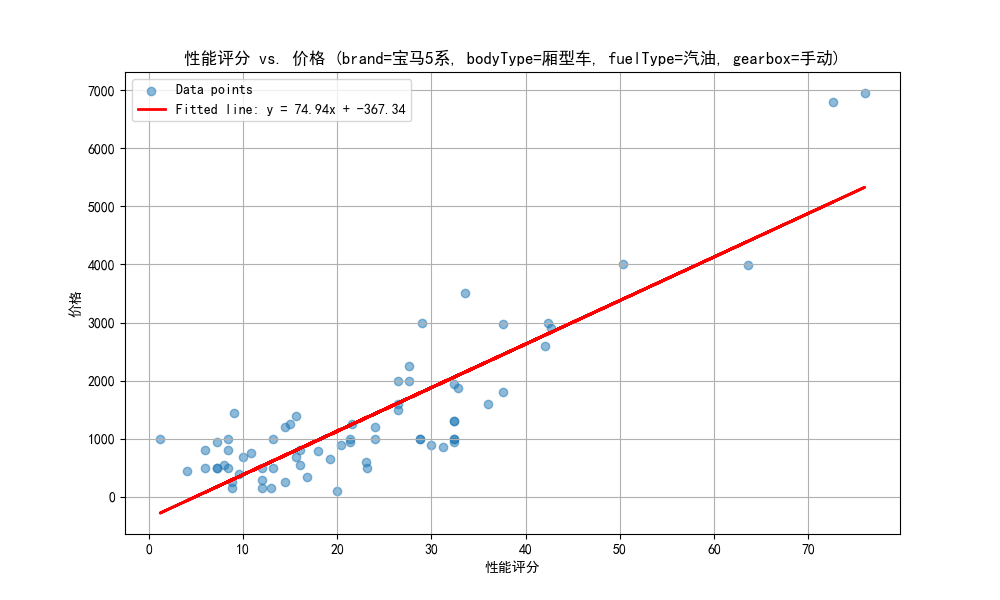 性能评分 vs. 价格 (brand=宝马5系, bodyType=厢型车, fuelType=汽油, gearbox=手动)
Data points
Fitted line: y = 74.94x + -367.34
7000
6000
5000
4000
3000
2000
1000
0
价格
0 10 20 30 40 50 60 70
性能评分